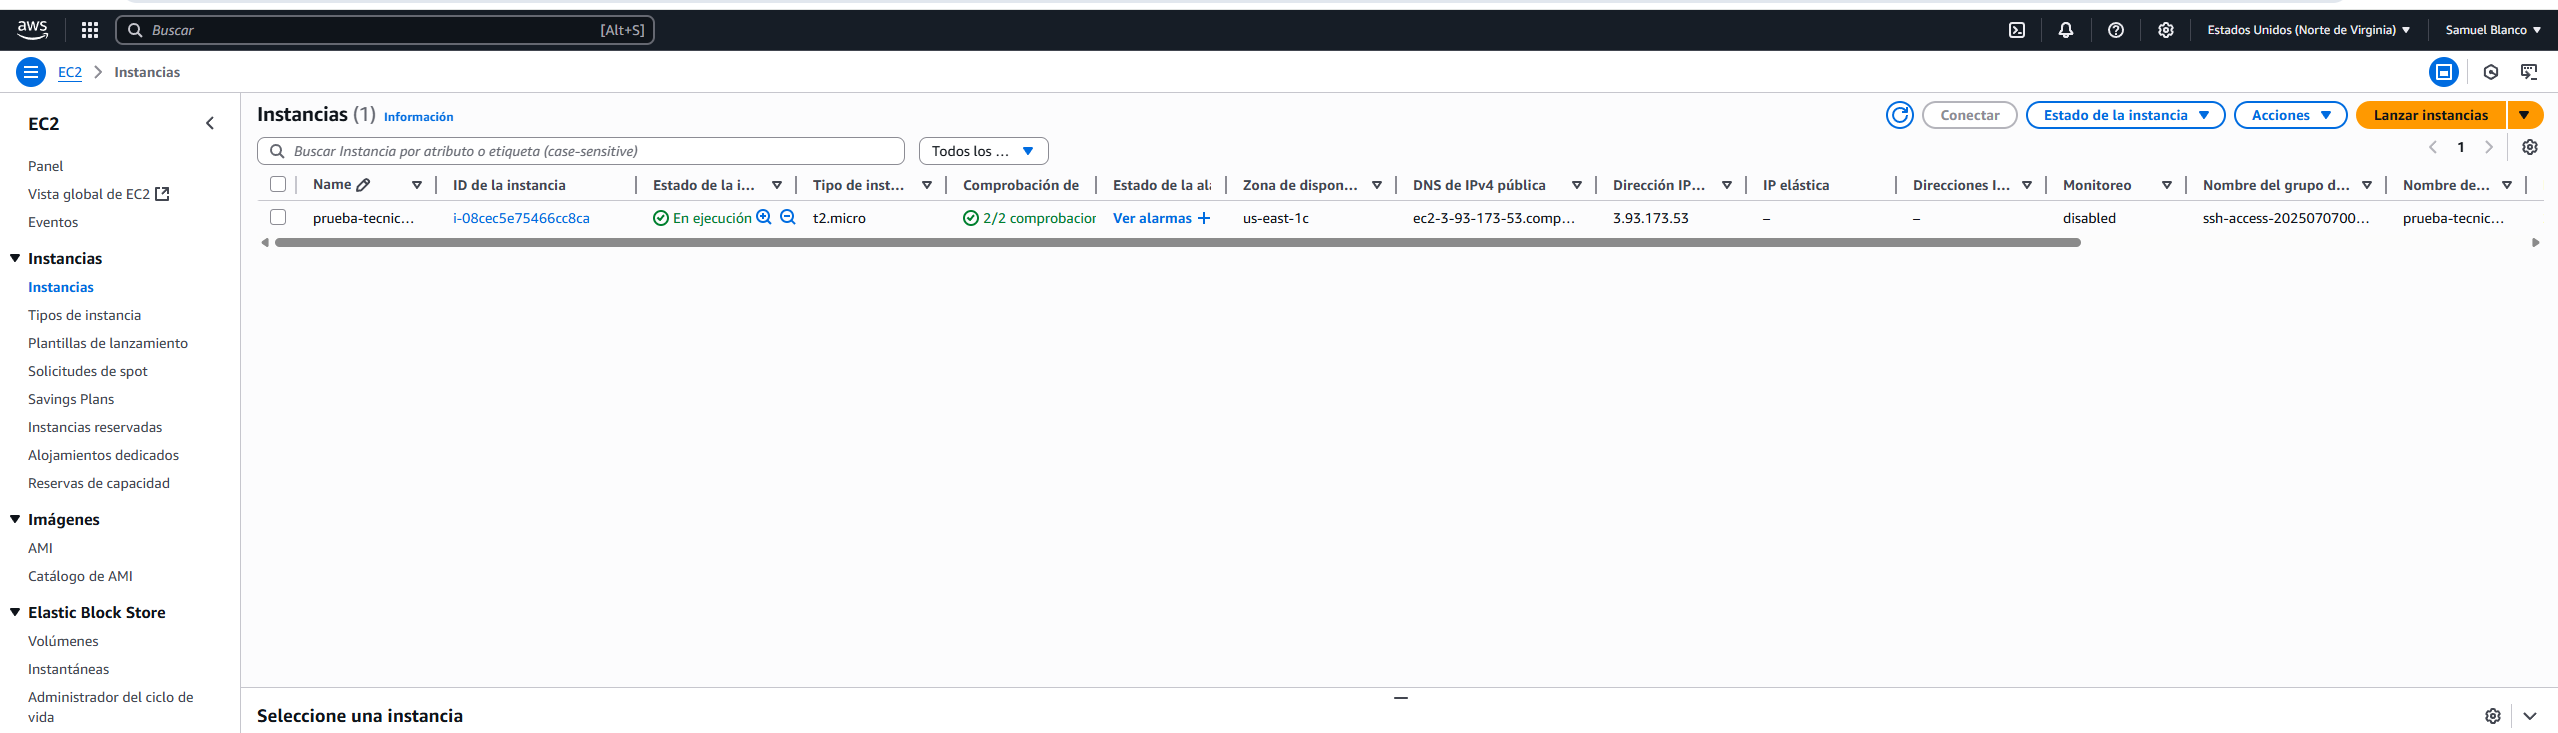 aws
Buscar [Alt+S]
Estados Unidos (Norte de Virginia)
Samuel Blanco
EC2 Instancias
EC2
Panel
Vista global de EC2
Eventos
Instancias
Instancias
Tipos de instancia
Plantillas de lanzamiento
Solicitudes de spot
Savings Plans
Instancias reservadas
Alojamientos dedicados
Reservas de capacidad
Imágenes
AMI
Catálogo de AMI
Elastic Block Store
Volúmenes
Instantáneas
Administrador del ciclo de
vida
Instancias (1) Información
Conectar
Estado de la instancia
Acciones
Lanzar instancias
Buscar Instancia por atributo o etiqueta (case-sensitive)
Todos los ...
1
Name ID de la instancia Estado de la i... Tipo de inst... Comprobación de Estado de la ala Zona de dispon... DNS de IPv4 pública Dirección IP... IP elástica Direcciones I... Monitoreo Nombre del grupo d... Nombre de...
prueba-tecnic... i-08cec5e75466cc8ca En ejecución t2.micro 2/2 comprobacion Ver alarmas + us-east-1c ec2-3-93-173-53.comp... 3.93.173.53 – – disabled ssh-access-2025070700... prueba-tecnic...
Seleccione una instancia